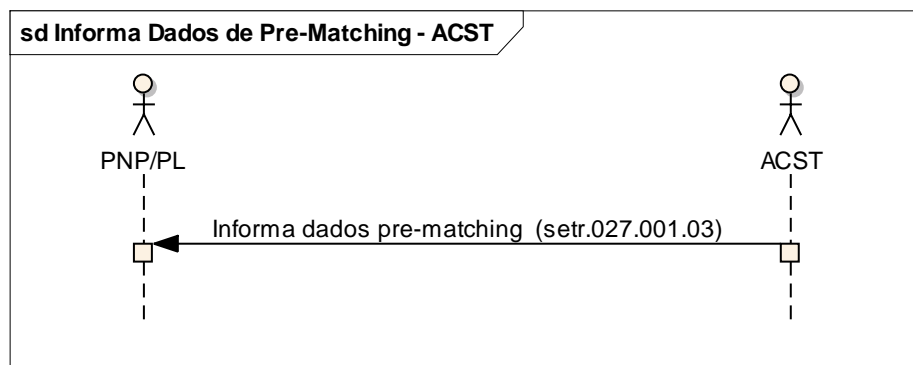 sd Informa Dados de Pre-Matching - ACST
PNP/PL
ACST
Informa dados pre-matching (setr.027.001.03)